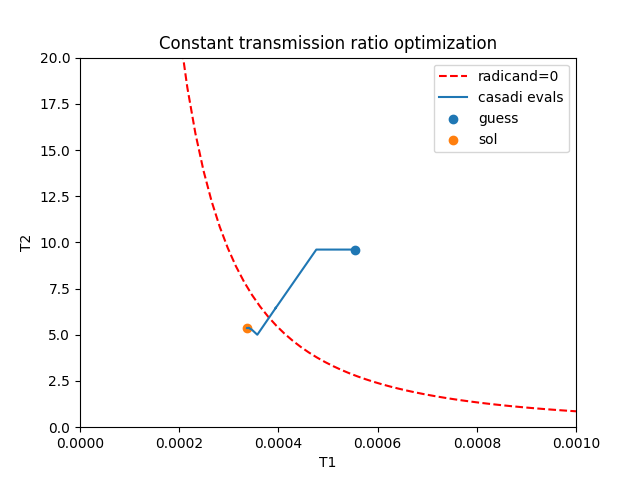 Constant transmission ratio optimization
radicand=0
casadi evals
guess
sol
20.0
17.5
15.0
12.5
10.0
7.5
5.0
2.5
0.0
T2
0.0000 0.0002 0.0004 0.0006 0.0008 0.0010
T1